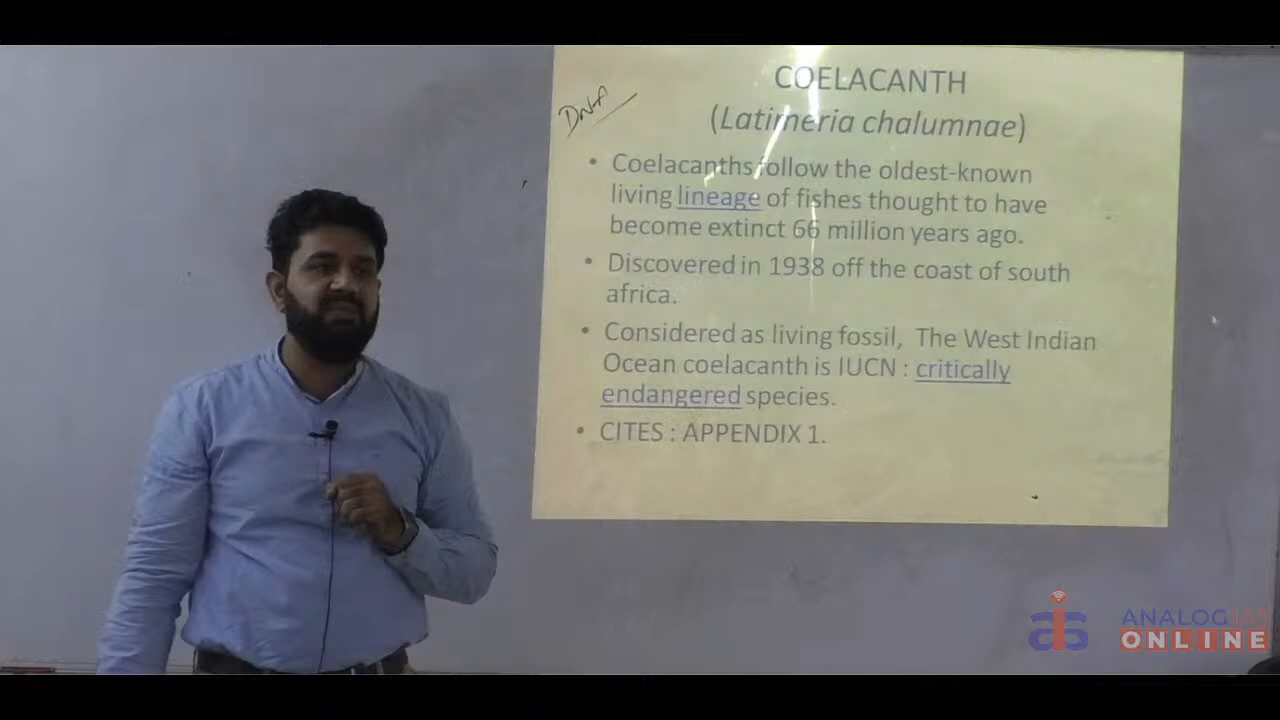 COELACANTH
DNA
(Latimeria chalumnae)
• Coelacanths follow the oldest-known
living lineage of fishes thought to have
become extinct 66 million years ago.
• Discovered in 1938 off the coast of south
africa.
• Considered as living fossil, The West Indian
Ocean coelacanth is IUCN : critically
endangered species.
• CITES : APPENDIX 1.
ANALOG IAS
ONLINE